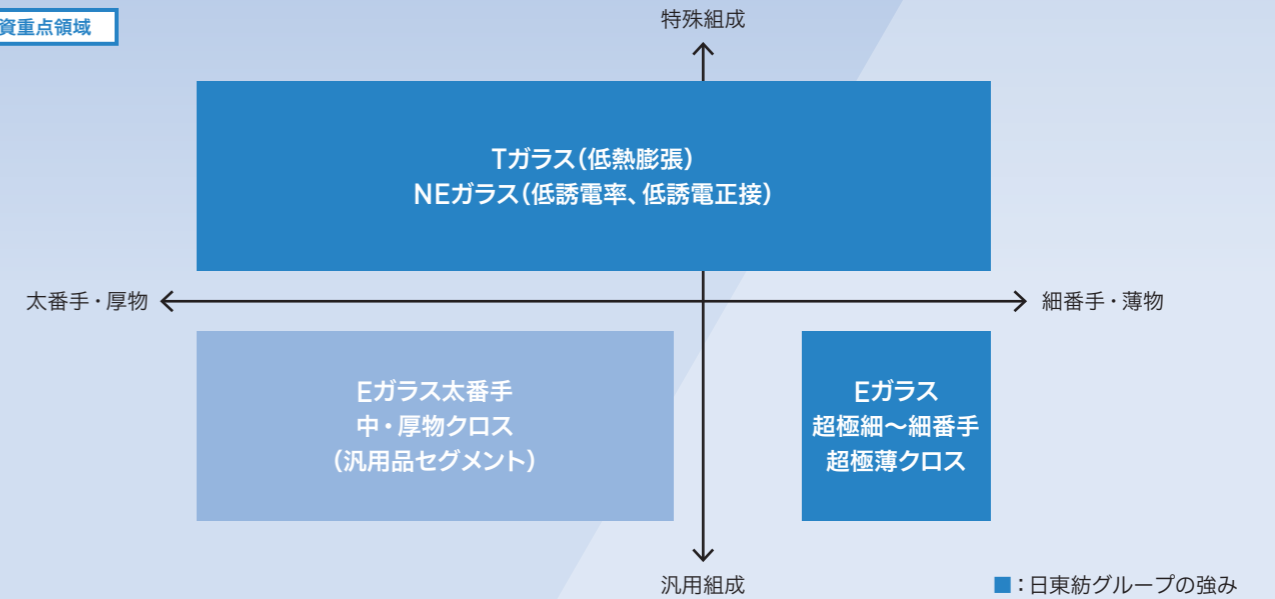 資重点領域
特殊組成
Tガラス(低熱膨張)
NEガラス(低誘電率、低誘電正接)
太番手・厚物
細番手・薄物
Eガラス太番手
中・厚物クロス
(汎用品セグメント)
Eガラス
超極細〜細番手
超極薄クロス
汎用組成
■：日東紡グループの強み